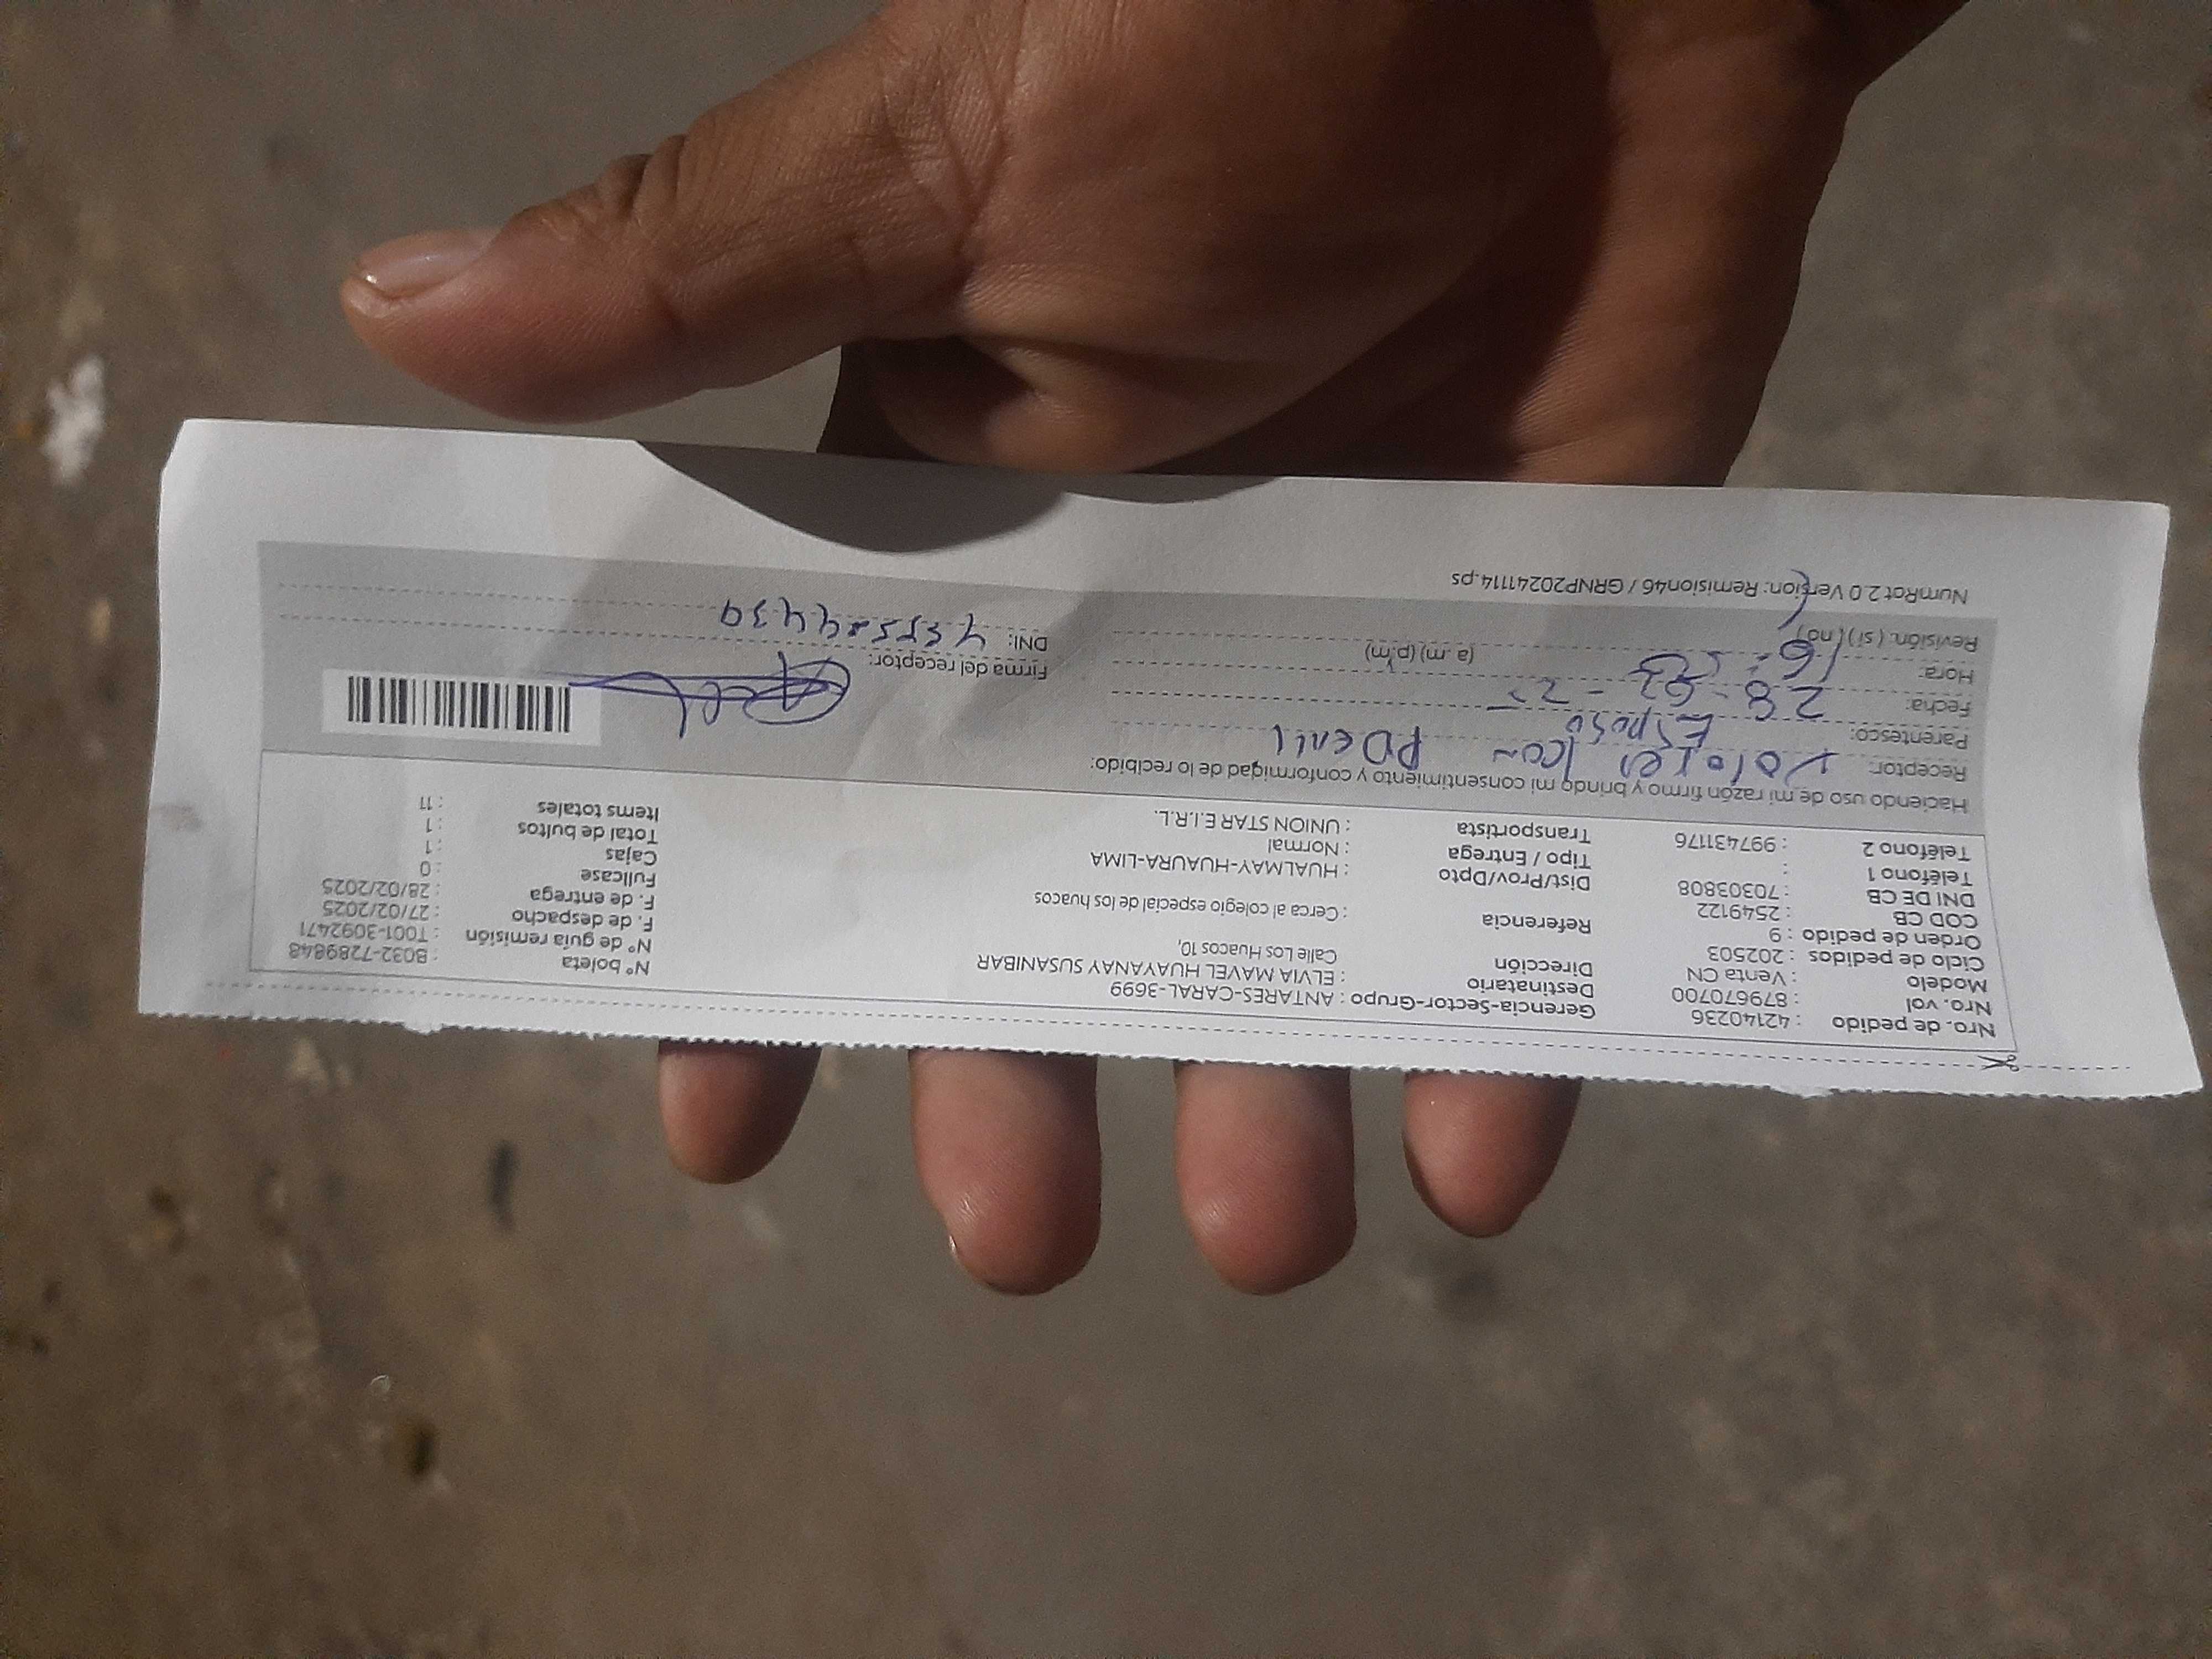 Nro. de pedido : 42140236 Gerencia-Sector-Grupo : ANTARES-CARAL-3699
Nro. vol : 879670700 Destinatario : ELVIA MAVEL HUAYANAY SUSANIBAR Nº boleta : B032-7289848
Modelo : Venta CN Dirección Calle Los Huacos 10, Nº de guía remisión : T001-3092471
Ciclo de pedidos : 202503 F. de despacho : 27/02/2025
Orden de pedido : 9 Referencia : Cerca al colegio especial de los huacos F. de entrega : 28/02/2025
COD CB : 2549122 Fullcase : 0
DNI DE CB : 70303808 Dist/Prov/Dpto : HUALMAY-HUAURA-LIMA Cajas : 1
Teléfono 1 : Tipo / Entrega : Normal Total de bultos : 1
Teléfono 2 : 997431176 Transportista : UNION STAR E.I.R.L. Items totales : 11
Haciendo uso de mi razón firmo y brindo mi consentimiento y conformidad de lo recibido:
Receptor:
Parentesco: Esposo
Fecha: 28-
Hora: (a.m) (p.m)
Revisión. (si) (no)
Firma del receptor:
DNI:
NumRot 2.0 Version: Remision46 / GRNP20241114.ps